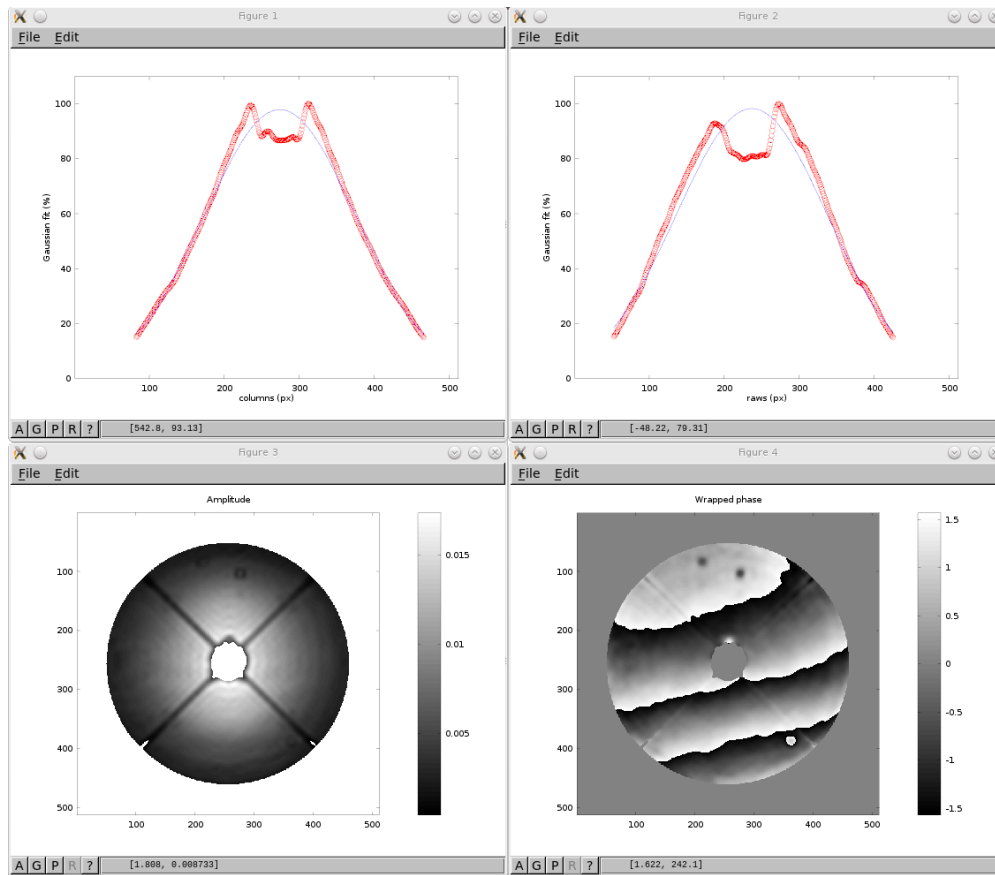 Figure 1
File Edit
100
80
60
40
20
0
Gaussian fit (%)
100 200 300 400 500
columns (px)
A G P R ? [542.8, 93.13]
Figure 2
File Edit
100
80
60
40
20
0
Gaussian fit (%)
100 200 300 400 500
raws (px)
A G P R ? [-48.22, 79.31]
Figure 3
File Edit
Amplitude
100
200
300
400
500
100 200 300 400 500
0.015
0.01
0.005
A G P R ? [1.808, 0.008733]
Figure 4
File Edit
Wrapped phase
100
200
300
400
500
100 200 300 400 500
1.5
1
0.5
0
-0.5
-1
-1.5
A G P R ? [1.622, 242.1]